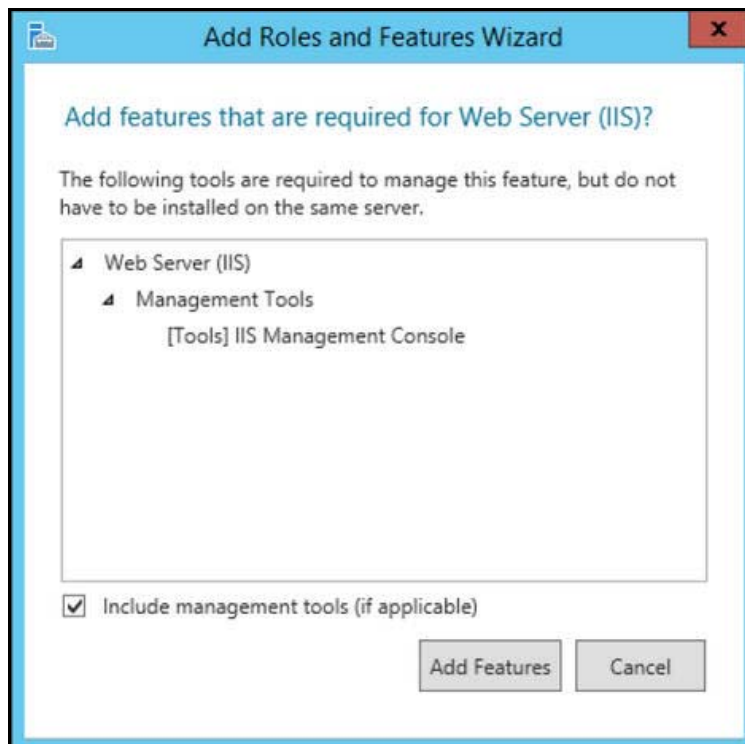 Add Roles and Features Wizard
x
Add features that are required for Web Server (IIS)?
The following tools are required to manage this feature, but do not
have to be installed on the same server.
Web Server (IIS)
Management Tools
[Tools] IIS Management Console
Include management tools (if applicable)
Add Features Cancel